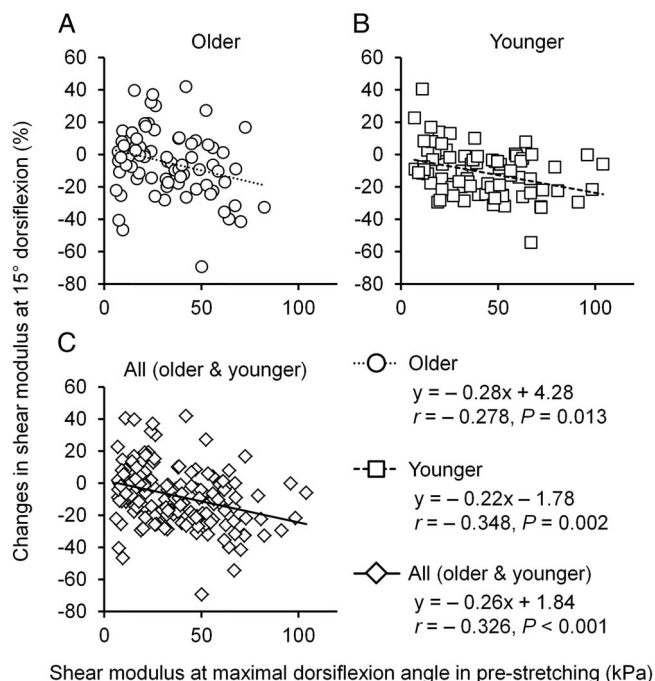 A
Older
60
40
20
0
-20
-40
-60
-80
0
50
100
B
Younger
60
40
20
0
-20
-40
-60
-80
0
50
100
C
All (older & younger)
60
40
20
0
-20
-40
-60
-80
0
50
100
Older
y = – 0.28x + 4.28
r = – 0.278, P = 0.013
Younger
y = – 0.22x – 1.78
r = – 0.348, P = 0.002
All (older & younger)
y = – 0.26x + 1.84
r = – 0.326, P < 0.001
Changes in shear modulus at 15° dorsiflexion (%)
Shear modulus at maximal dorsiflexion angle in pre-stretching (kPa)